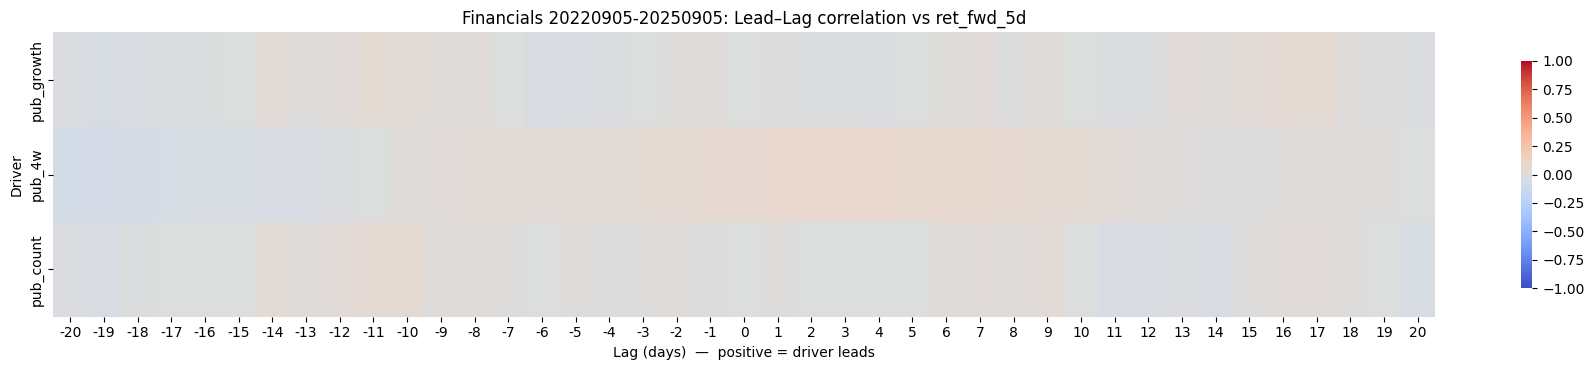 Financials 20220905-20250905: Lead–Lag correlation vs ret_fwd_5d
Driver
pub_growth
pub_4w
pub_count
-20 -19 -18 -17 -16 -15 -14 -13 -12 -11 -10 -9 -8 -7 -6 -5 -4 -3 -2 -1 0 1 2 3 4 5 6 7 8 9 10 11 12 13 14 15 16 17 18 19 20
Lag (days) — positive = driver leads
1.00
0.75
0.50
0.25
0.00
−0.25
−0.50
−0.75
−1.00